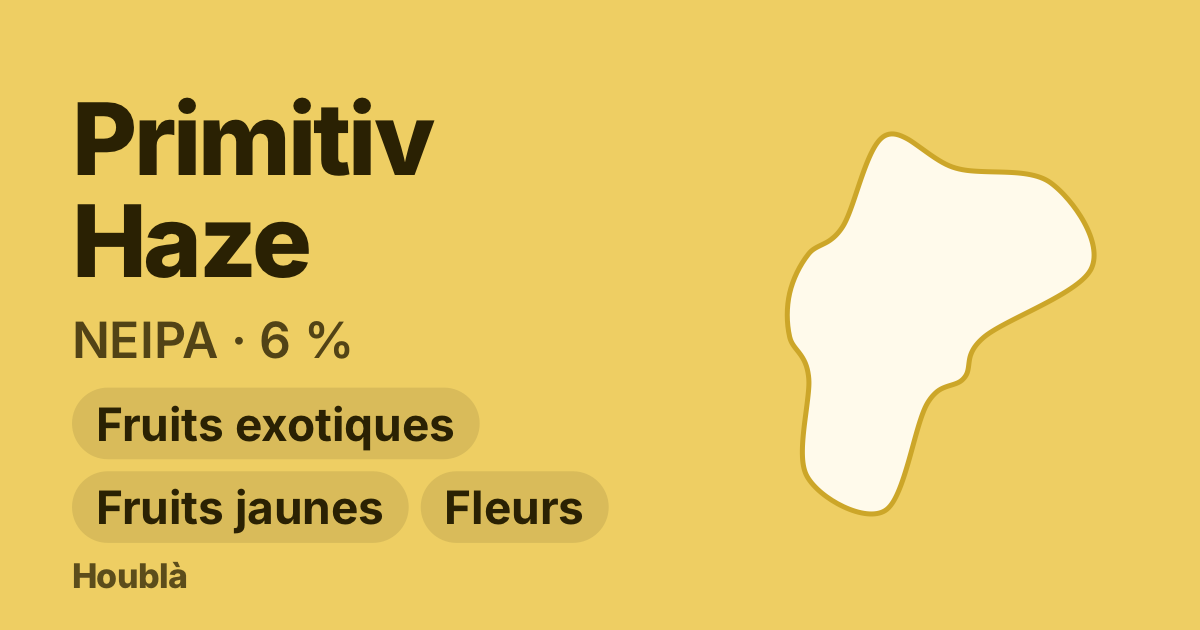 Primitiv
Haze
NEIPA · 6 %
Fruits exotiques
Fruits jaunes Fleurs
Houblà